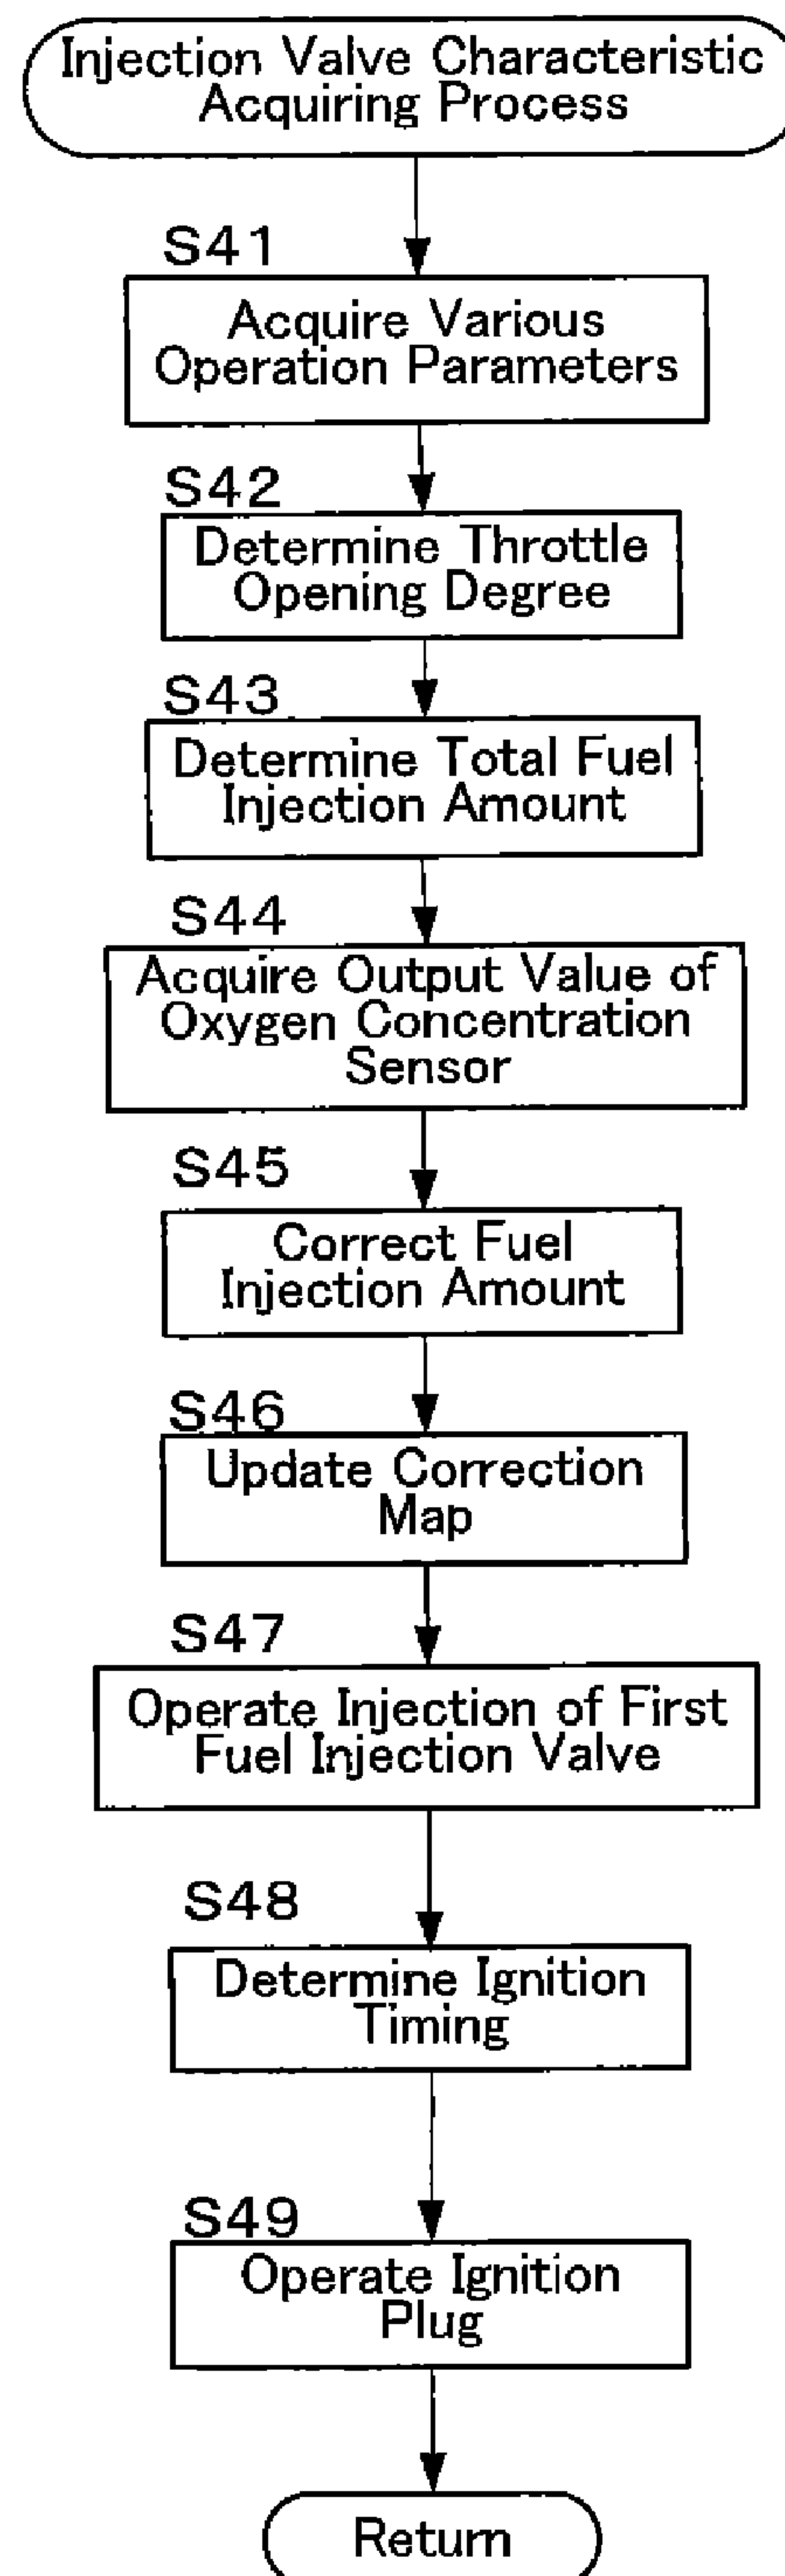 Injection Valve Characteristic
Acquiring Process
S41
Acquire Various
Operation Parameters
S42
Determine Throttle
Opening Degree
S43
Determine Total Fuel
Injection Amount
S44
Acquire Output Value of
Oxygen Concentration
Sensor
S45
Correct Fuel
Injection Amount
S46
Update Correction
Map
S47
Operate Injection of First
Fuel Injection Valve
S48
Determine Ignition
Timing
S49
Operate Ignition
Plug
Return